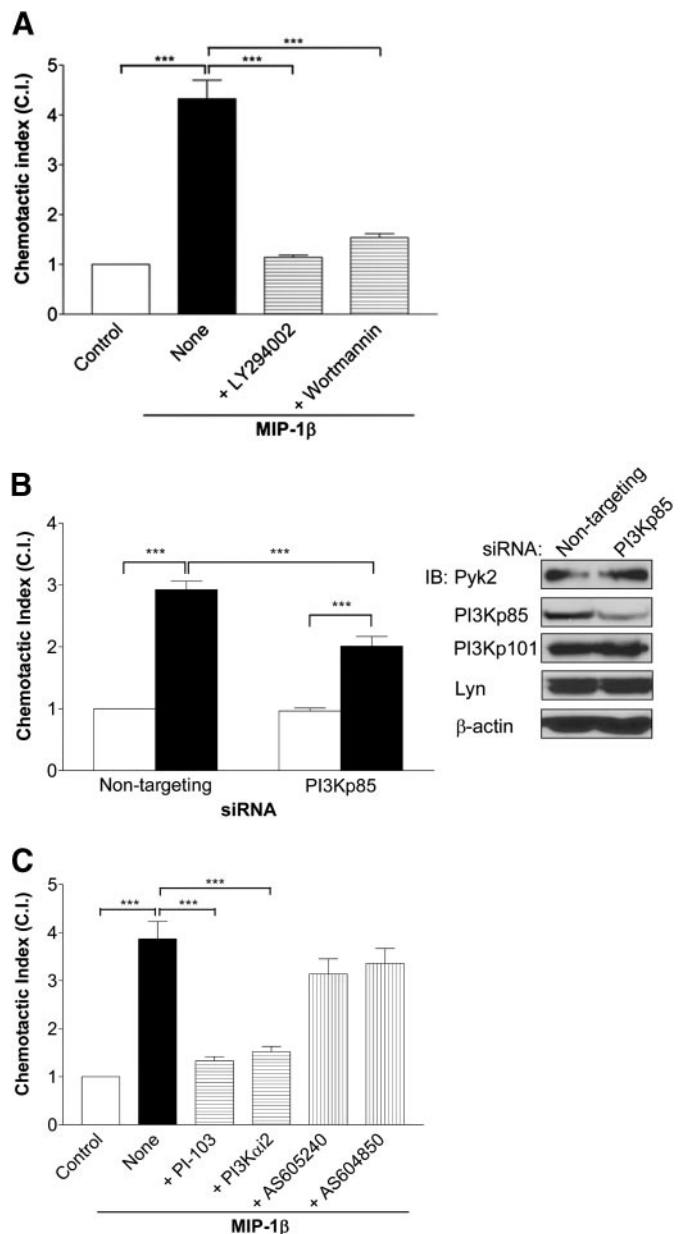 A
Chemotactic index (C.I.)
5
4
3
2
1
0
***
***
***
Control
None
+ LY294002
+ Wortmannin
MIP-1β
B
Chemotactic Index (C.I.)
4
3
2
1
0
***
***
***
Non-targeting
PI3Kp85
siRNA
siRNA:
Non-targeting
PI3Kp85
IB: Pyk2
PI3Kp85
PI3Kp101
Lyn
β-actin
C
Chemotactic Index (C.I.)
5
4
3
2
1
0
***
***
***
Control
None
+ PI-103
+ PI3Kαi2
+ AS605240
+ AS604850
MIP-1β